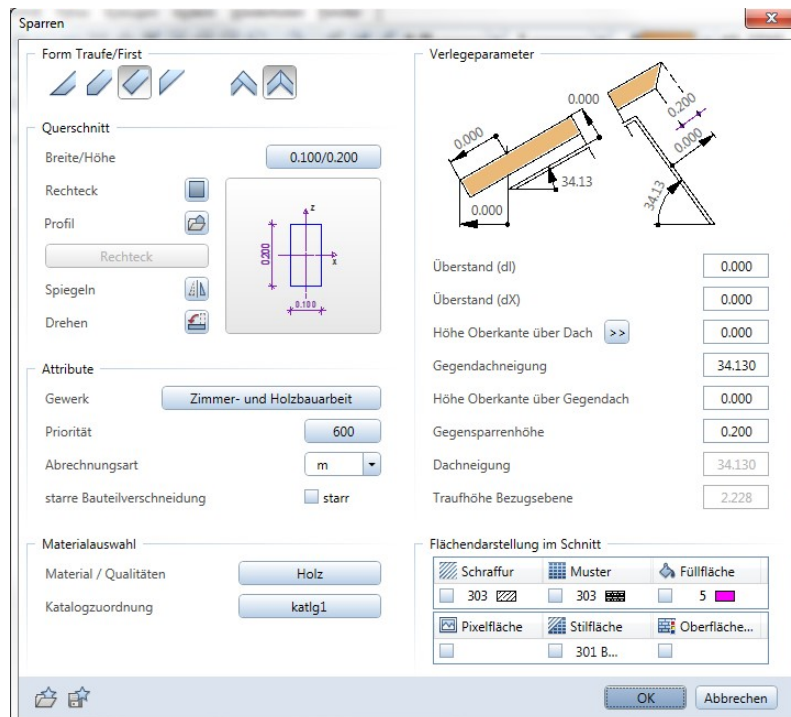 Sparren
Form Traufe/First
Querschnitt
Breite/Höhe 0.100/0.200
Rechteck
Profil
Rechteck
Spiegeln
Drehen
z
x
0.200
0.100
Attribute
Gewerk Zimmer- und Holzbauarbeit
Priorität 600
Abrechnungsart m
starre Bauteilverschneidung starr
Materialauswahl
Material / Qualitäten Holz
Katalogzuordnung katlg1
Verlegeparameter
0.000
0.000
34.13
0.000
0.200
0.000
34.13
Überstand (dl) 0.000
Überstand (dX) 0.000
Höhe Oberkante über Dach >> 0.000
Gegendachneigung 34.130
Höhe Oberkante über Gegendach 0.000
Gegensparrenhöhe 0.200
Dachneigung 34.130
Traufhöhe Bezugsebene 2.228
Flächendarstellung im Schnitt
Schraffur Muster Füllfläche
303 303 5
Pixelfläche Stilfläche Oberfläche...
301 B...
OK Abbrechen